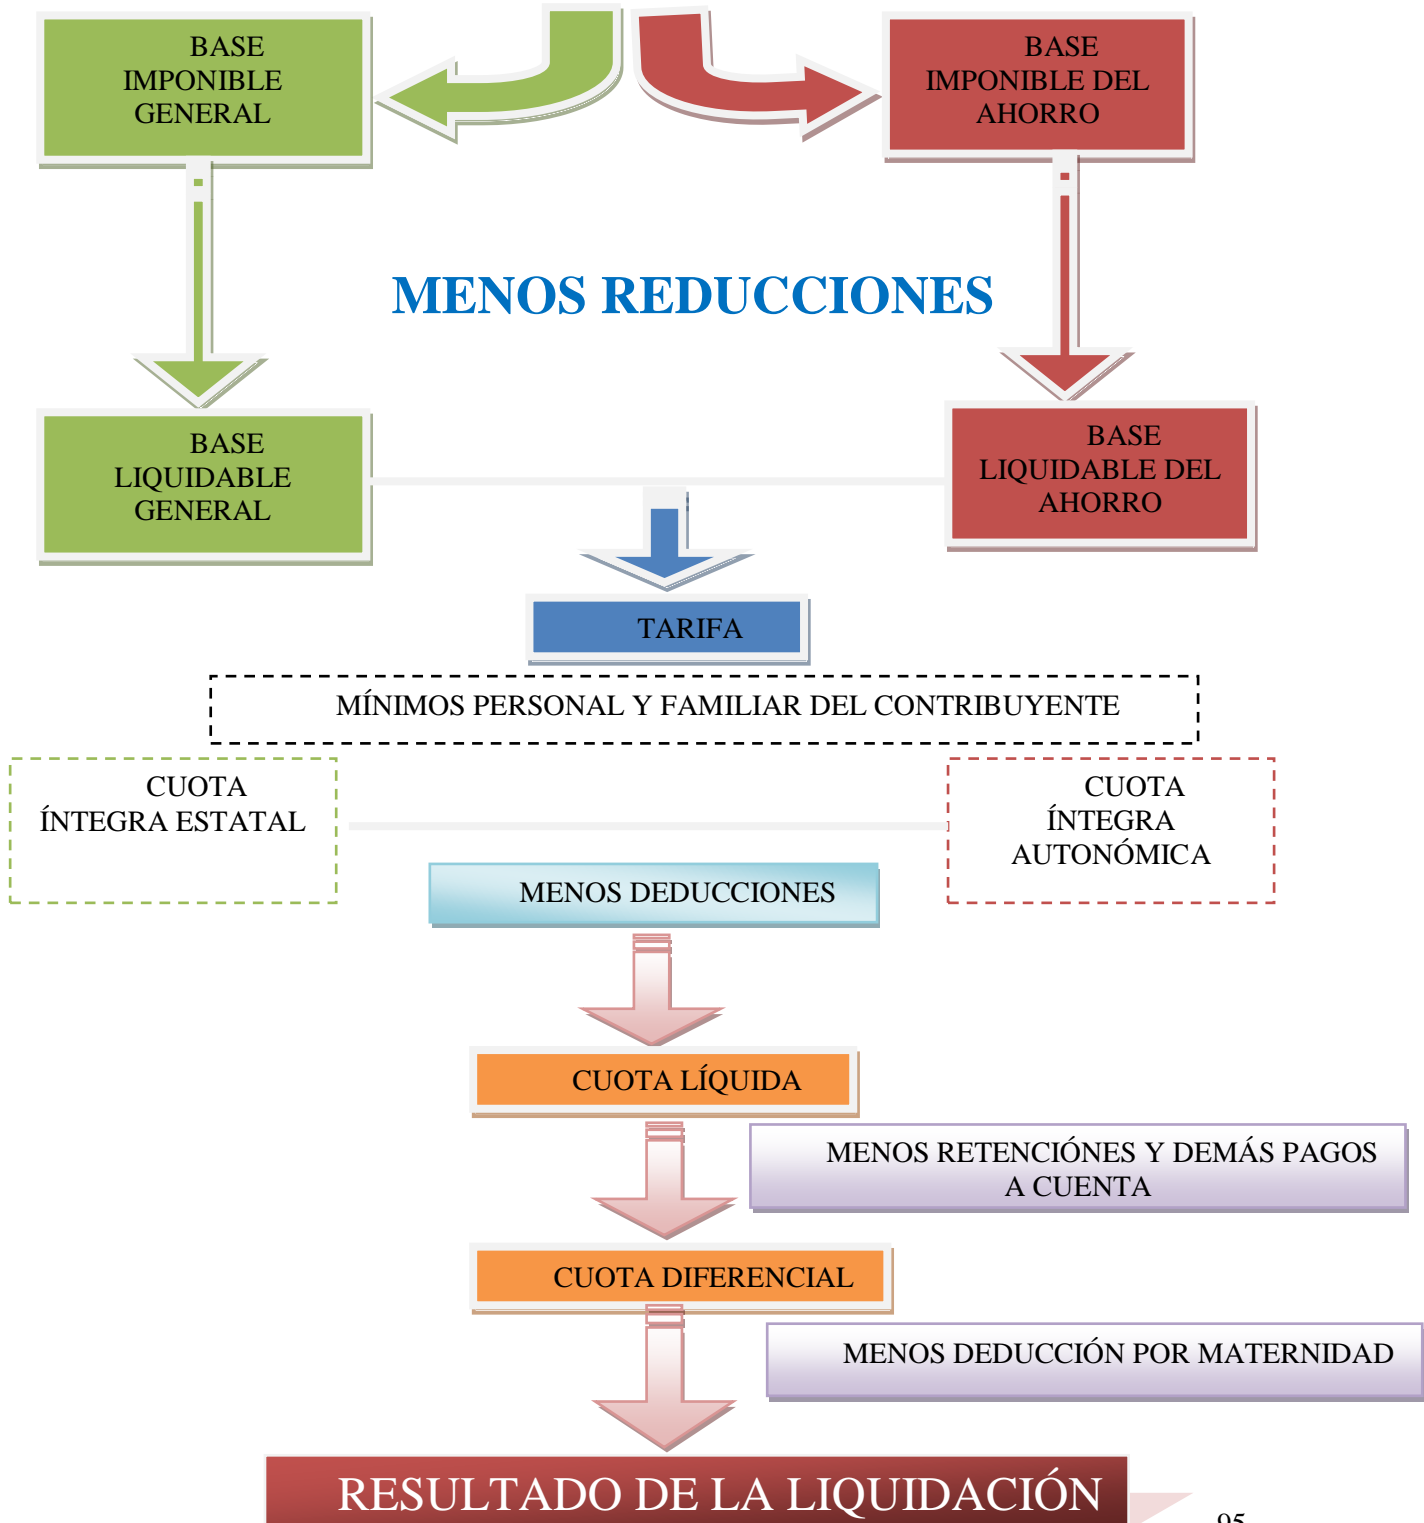 BASE
IMPONIBLE
GENERAL
BASE
IMPONIBLE DEL
AHORRO
MENOS REDUCCIONES
BASE
LIQUIDABLE
GENERAL
BASE
LIQUIDABLE DEL
AHORRO
TARIFA
MÍNIMOS PERSONAL Y FAMILIAR DEL CONTRIBUYENTE
CUOTA
ÍNTEGRA ESTATAL
CUOTA
ÍNTEGRA
AUTONÓMICA
MENOS DEDUCCIONES
CUOTA LÍQUIDA
MENOS RETENCIÓNES Y DEMÁS PAGOS
A CUENTA
CUOTA DIFERENCIAL
MENOS DEDUCCIÓN POR MATERNIDAD
RESULTADO DE LA LIQUIDACIÓN
95